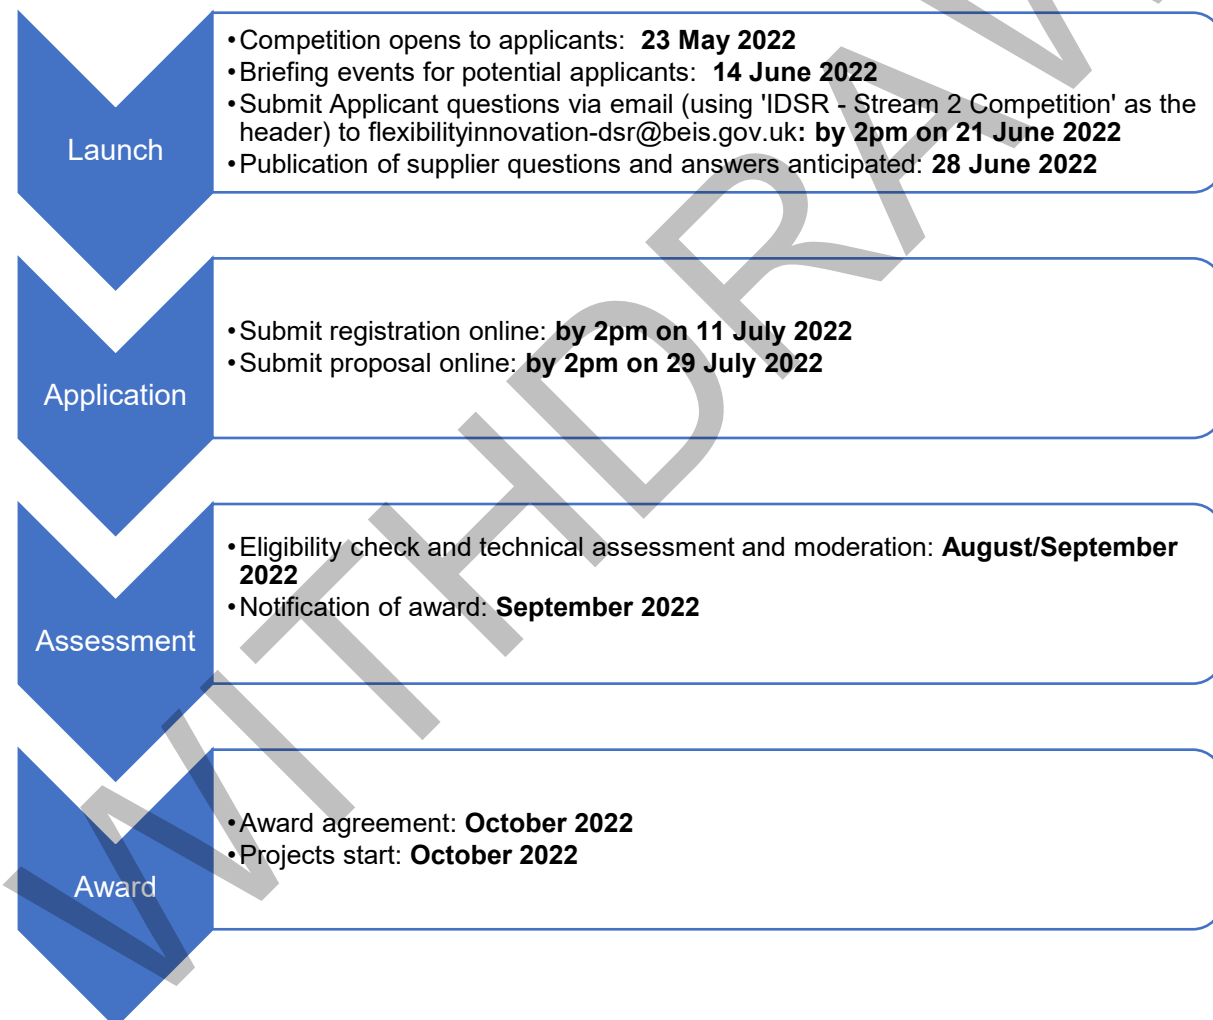 Launch
•Competition opens to applicants:  23 May 2022
•Briefing events for potential applicants:  14 June 2022
•Submit Applicant questions via email (using 'IDSR - Stream 2 Competition' as the
header) to flexibilityinnovation-dsr@beis.gov.uk: by 2pm on 21 June 2022
•Publication of supplier questions and answers anticipated: 28 June 2022
Application
•Submit registration online: by 2pm on 11 July 2022
•Submit proposal online: by 2pm on 29 July 2022
Assessment
•Eligibility check and technical assessment and moderation: August/September
2022
•Notification of award: September 2022
Award
•Award agreement: October 2022
•Projects start: October 2022
WITHDRAW